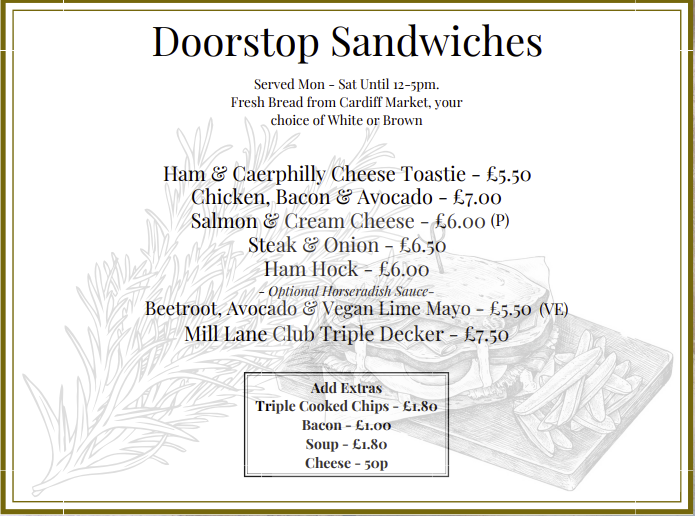 Doorstop Sandwiches
Served Mon - Sat Until 12-5pm.
Fresh Bread from Cardiff Market, your
choice of White or Brown
Ham & Caerphilly Cheese Toastie - £5.50
Chicken, Bacon & Avocado - £7.00
Salmon & Cream Cheese - £6.00 (P)
Steak & Onion - £6.50
Ham Hock - £6.00
- Optional Horseradish Sauce-
Beetroot, Avocado & Vegan Lime Mayo - £5.50 (VE)
Mill Lane Club Triple Decker - £7.50
Add Extras
Triple Cooked Chips - £1.80
Bacon - £1.00
Soup - £1.80
Cheese - 50p